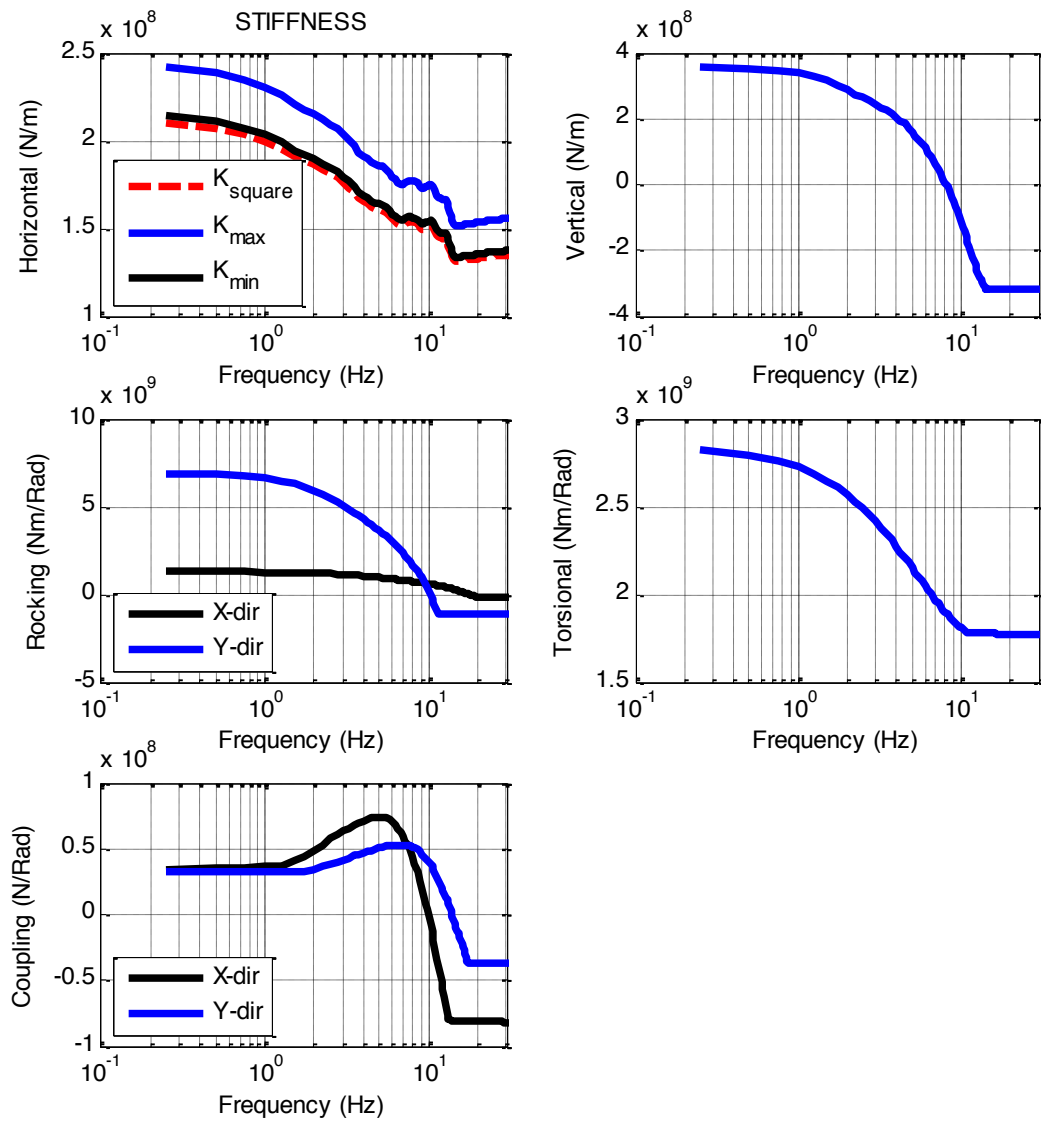 STIFFNESS
x 10^8
2.5
2
1.5
1
Horizontal (N/m)
K_square
K_max
K_min
10^-1
10^0
10^1
Frequency (Hz)
x 10^8
4
2
0
-2
-4
Vertical (N/m)
10^-1
10^0
10^1
Frequency (Hz)
x 10^9
10
5
0
-5
Rocking (Nm/Rad)
X-dir
Y-dir
10^-1
10^0
10^1
Frequency (Hz)
x 10^9
3
2.5
2
1.5
Torsional (Nm/Rad)
10^-1
10^0
10^1
Frequency (Hz)
x 10^8
1
0.5
0
-0.5
-1
Coupling (N/Rad)
X-dir
Y-dir
10^-1
10^0
10^1
Frequency (Hz)